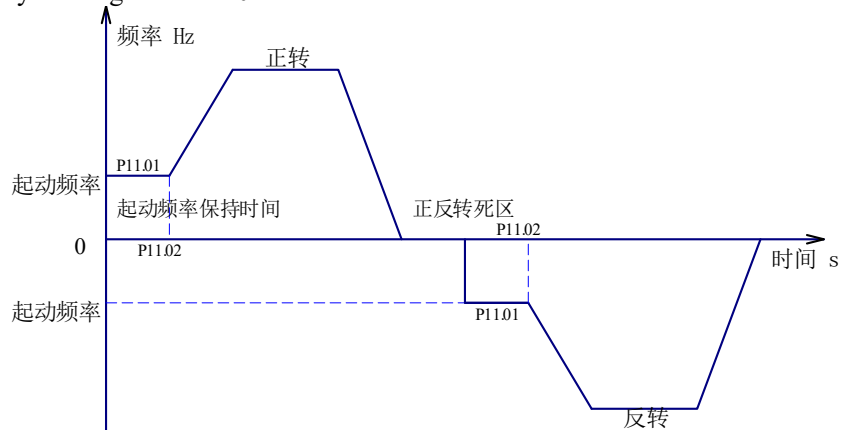 频率 Hz
正转
P11.01
起动频率
起动频率保持时间
正反转死区
P11.02
0
P11.02
时间 s
起动频率
P11.01
反转